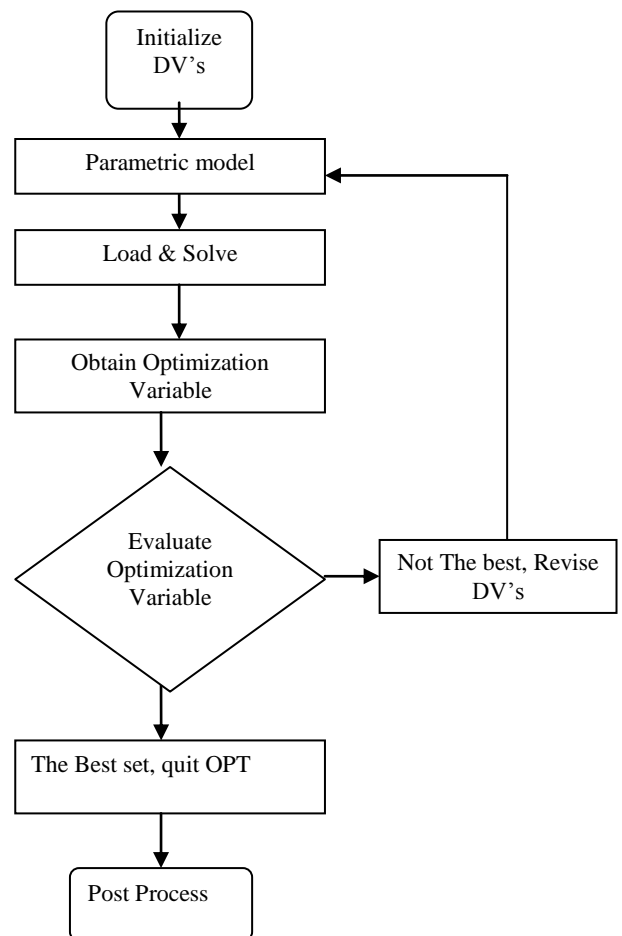 Initialize
DV’s
Parametric model
Load & Solve
Obtain Optimization
Variable
Evaluate
Optimization
Variable
Not The best, Revise
DV’s
The Best set, quit OPT
Post Process